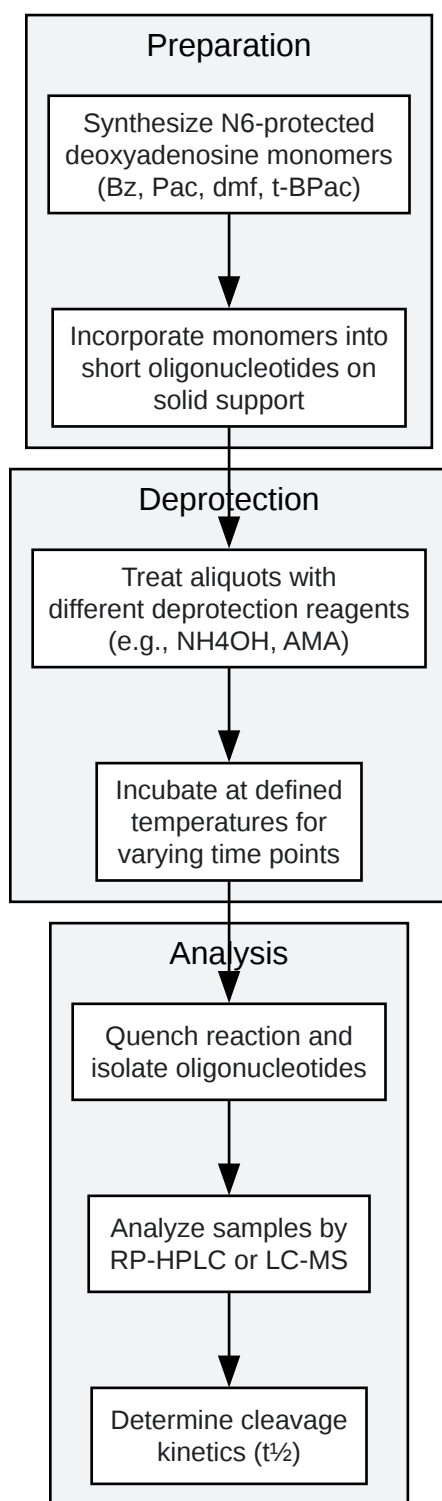 Preparation
Synthesize N6-protected
deoxyadenosine monomers
(Bz, Pac, dmf, t-BPac)
Incorporate monomers into
short oligonucleotides on
solid support
Deprotection
Treat aliquots with
different deprotection reagents
(e.g., NH4OH, AMA)
Incubate at defined
temperatures for
varying time points
Analysis
Quench reaction and
isolate oligonucleotides
Analyze samples by
RP-HPLC or LC-MS
Determine cleavage
kinetics (t½)